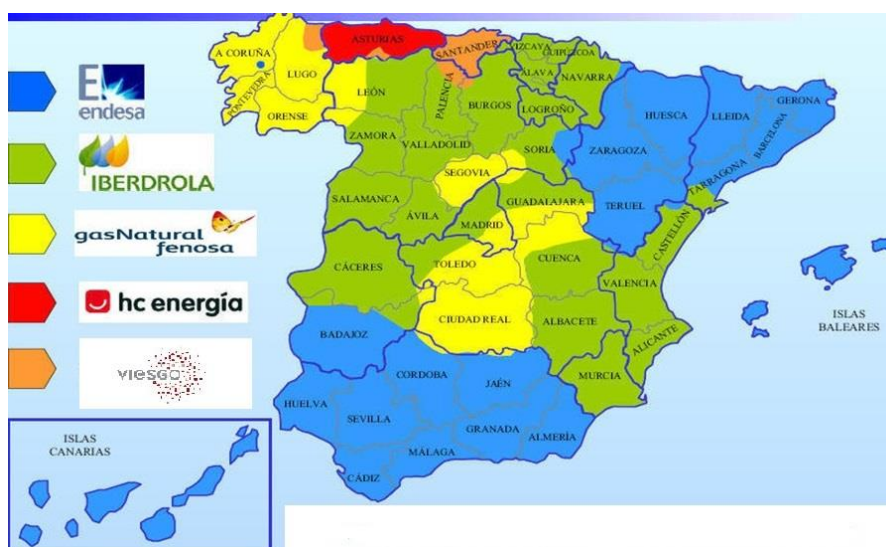 A CORUÑA
LUGO
PONTEVEDRA
ORENSE
ASTURIAS
SANTANDER
VIZCAYA
GUIPÚZCOA
ÁLAVA
NAVARRA
LEÓN
PALENCIA
BURGOS
LOGROÑO
HUESCA
LLEIDA
GERONA
BARCELONA
TARRAGONA
ZAMORA
VALLADOLID
SORIA
ZARAGOZA
SEGOVIA
SALAMANCA
ÁVILA
MADRID
GUADALAJARA
TERUEL
CASTELLÓN
CÁCERES
TOLEDO
CUENCA
VALENCIA
BADAJOZ
CIUDAD REAL
ALBACETE
ALICANTE
MURCIA
CORDOBA
JAÉN
HUELVA
SEVILLA
GRANADA
ALMERÍA
MÁLAGA
CÁDIZ
ISLAS
BALEARES
ISLAS
CANARIAS
endesa
IBERDROLA
gasNatural
fenosa
hc energía
viesgo